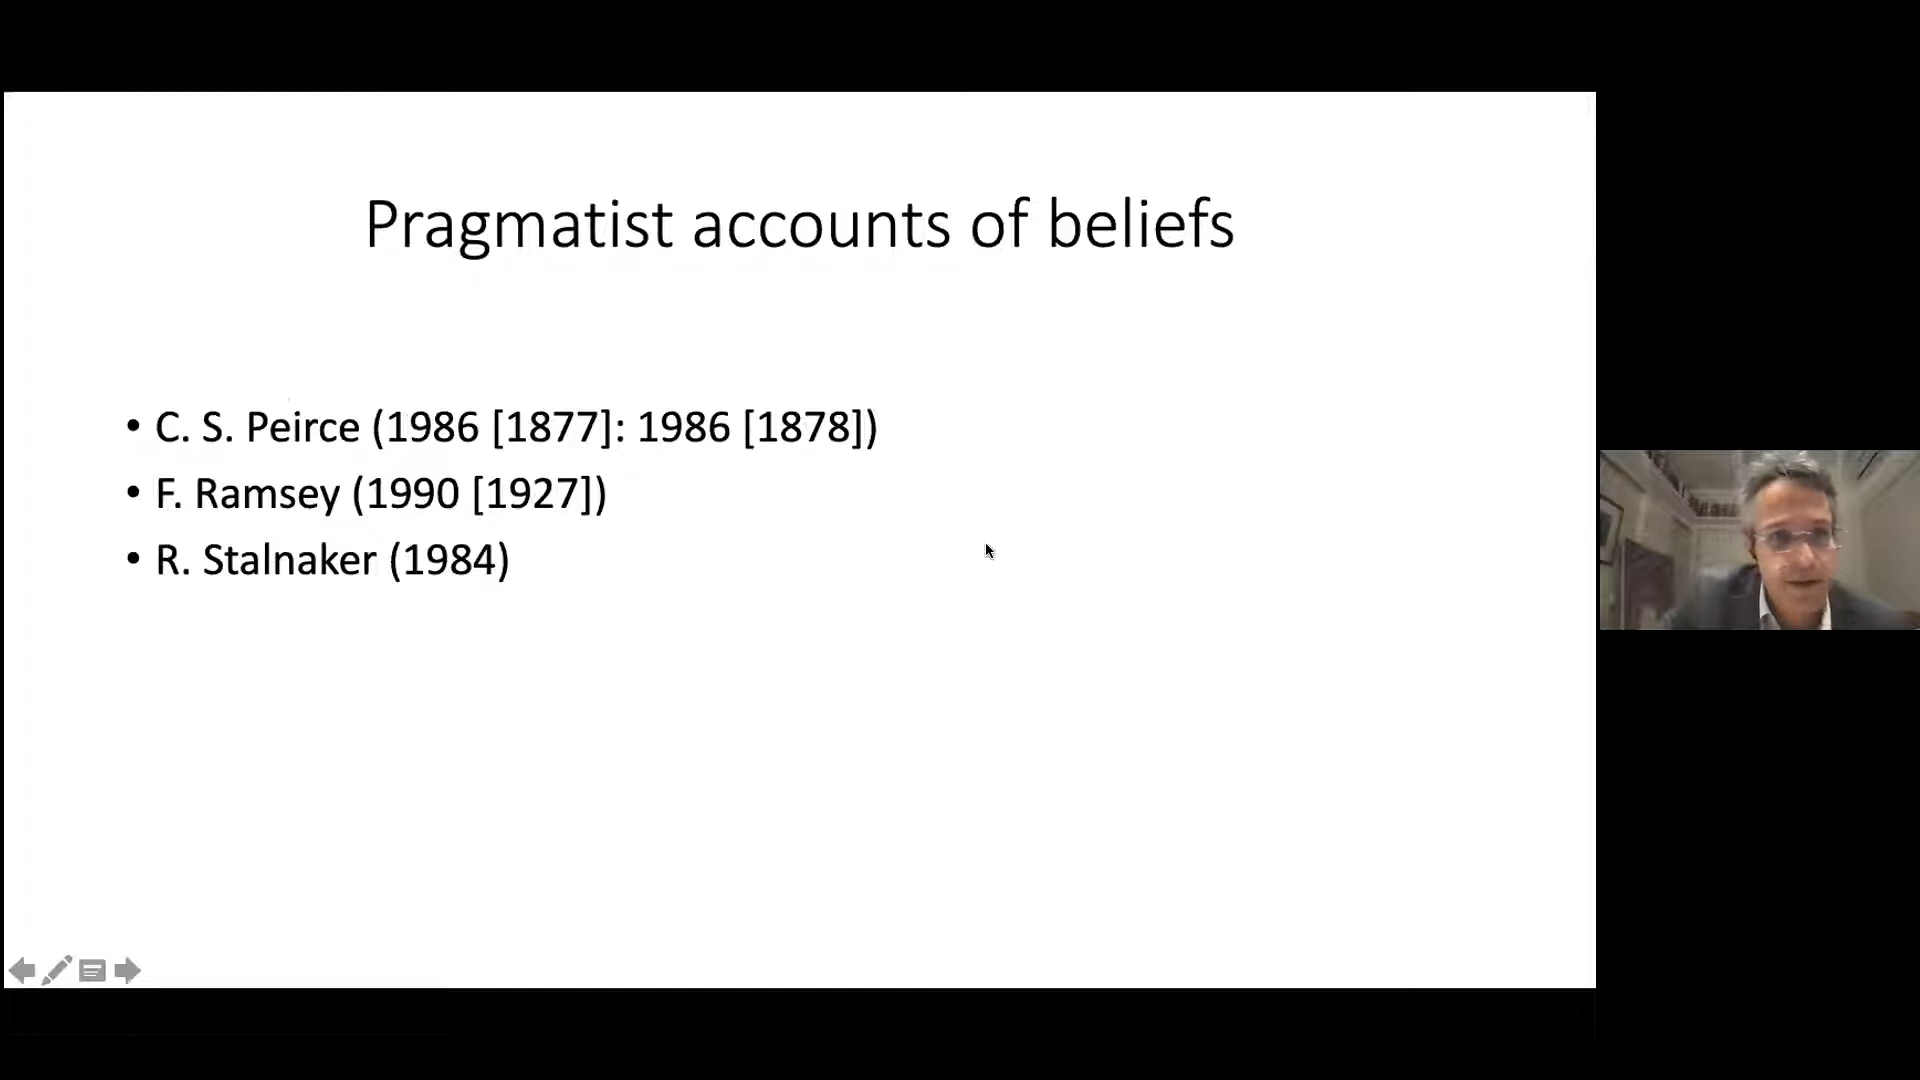 Pragmatist accounts of beliefs
• C. S. Peirce (1986 [1877]: 1986 [1878])
• F. Ramsey (1990 [1927])
• R. Stalnaker (1984)